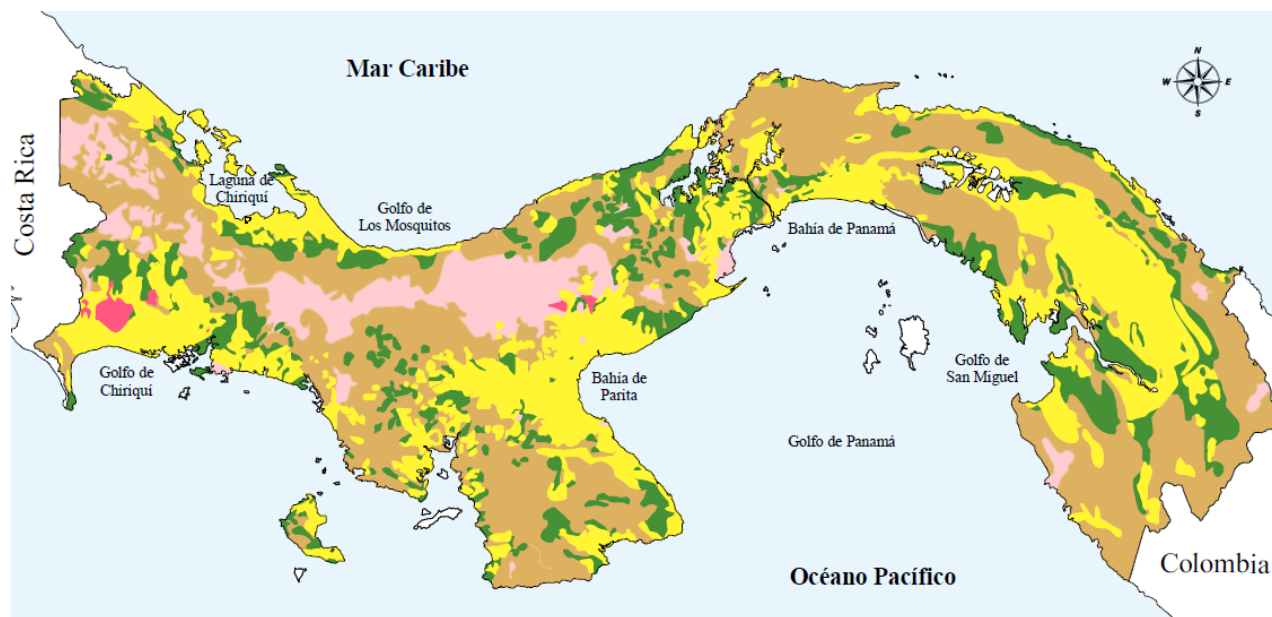 Mar Caribe
N
W
E
S
Costa Rica
Laguna de
Chiriquí
Golfo de
Los Mosquitos
Bahía de Panamá
Golfo de
Chiriquí
Bahía de
Parita
Golfo de
San Miguel
Golfo de Panamá
Océano Pacífico
Colombia